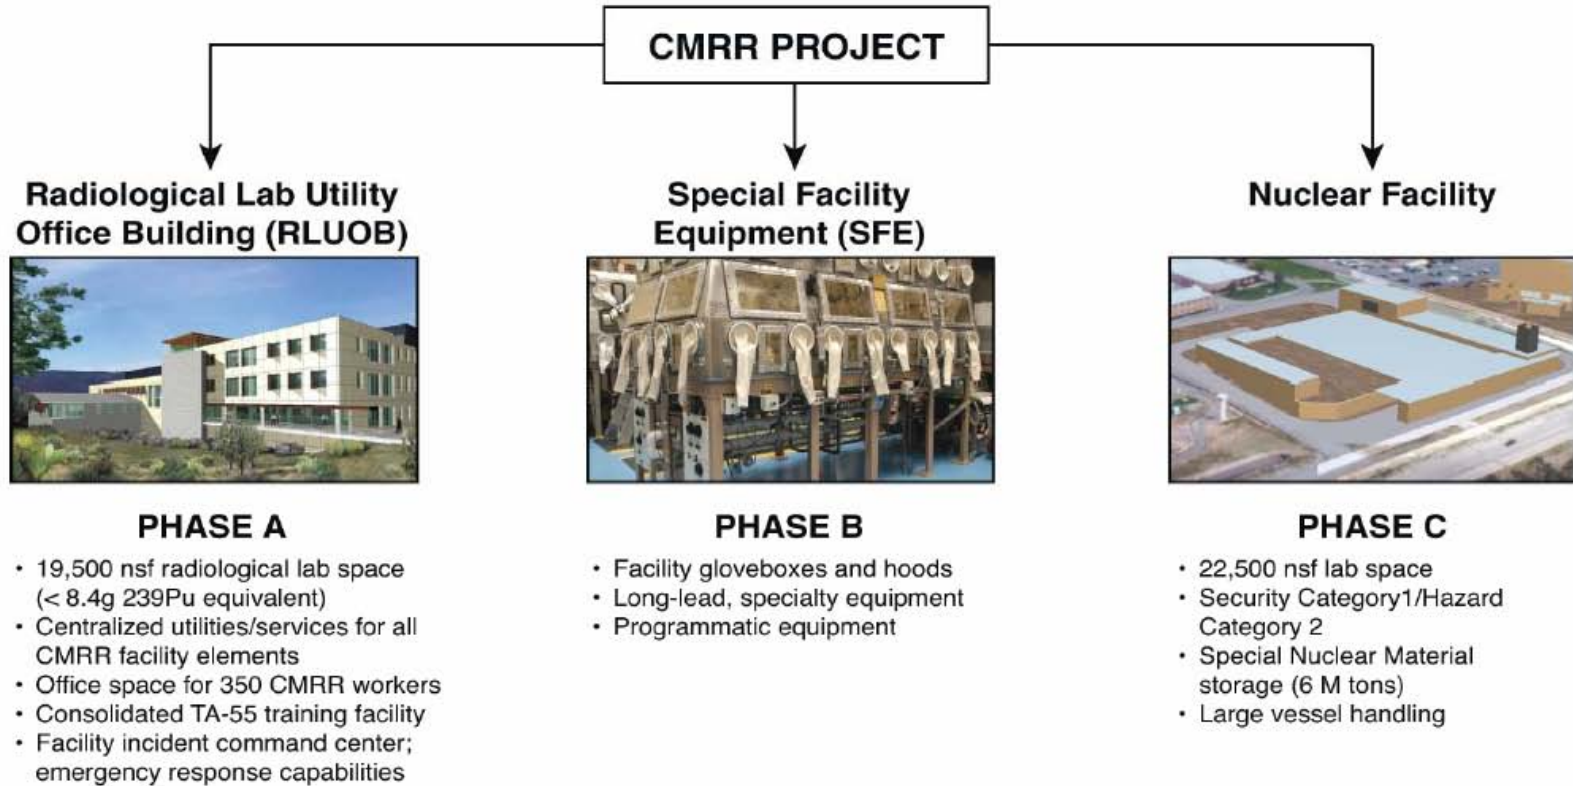 CMRR PROJECT
Radiological Lab Utility
Office Building (RLUOB)
Special Facility
Equipment (SFE)
Nuclear Facility
PHASE A
• 19,500 nsf radiological lab space
(< 8.4g 239Pu equivalent)
• Centralized utilities/services for all
CMRR facility elements
• Office space for 350 CMRR workers
• Consolidated TA-55 training facility
• Facility incident command center;
emergency response capabilities
PHASE B
• Facility gloveboxes and hoods
• Long-lead, specialty equipment
• Programmatic equipment
PHASE C
• 22,500 nsf lab space
• Security Category1/Hazard
Category 2
• Special Nuclear Material
storage (6 M tons)
• Large vessel handling